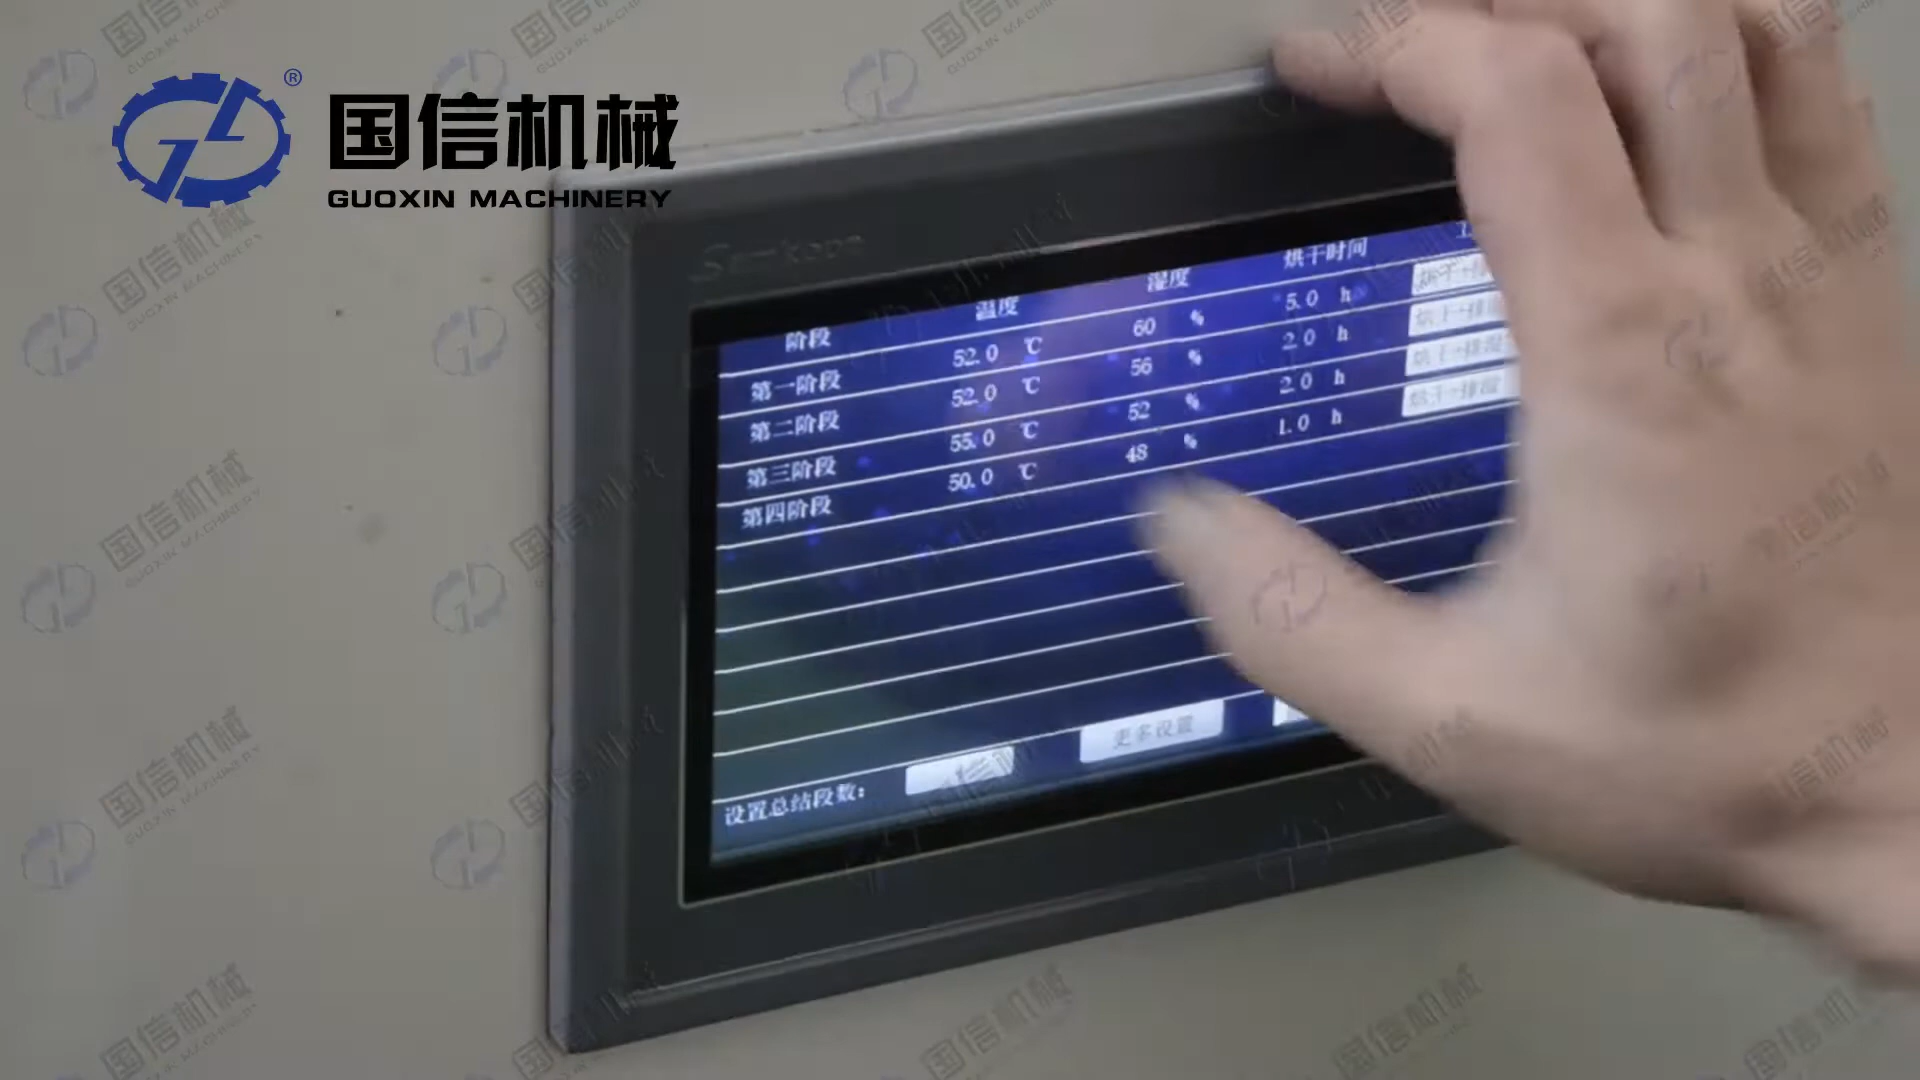 国信机械
GUOXIN MACHINERY
阶段 温度 湿度 烘干时间
第一阶段 52.0 ℃ 60 % 5.0 h
第二阶段 52.0 ℃ 56 % 2.0 h
第三阶段 55.0 ℃ 52 % 2.0 h
第四阶段 50.0 ℃ 48 % 1.0 h
设置总结段数: 更多设置